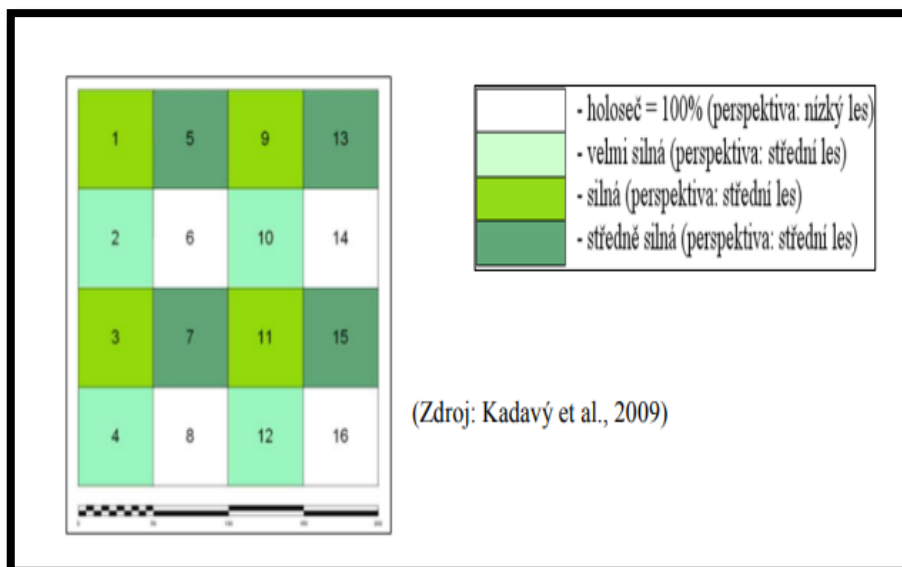 1 5 9 13
2 6 10 14
3 7 11 15
4 8 12 16
- holoseč = 100% (perspektiva: nízký les)
- velmi silná (perspektiva: střední les)
- silná (perspektiva: střední les)
- středně silná (perspektiva: střední les)
(Zdroj: Kadavý et al., 2009)